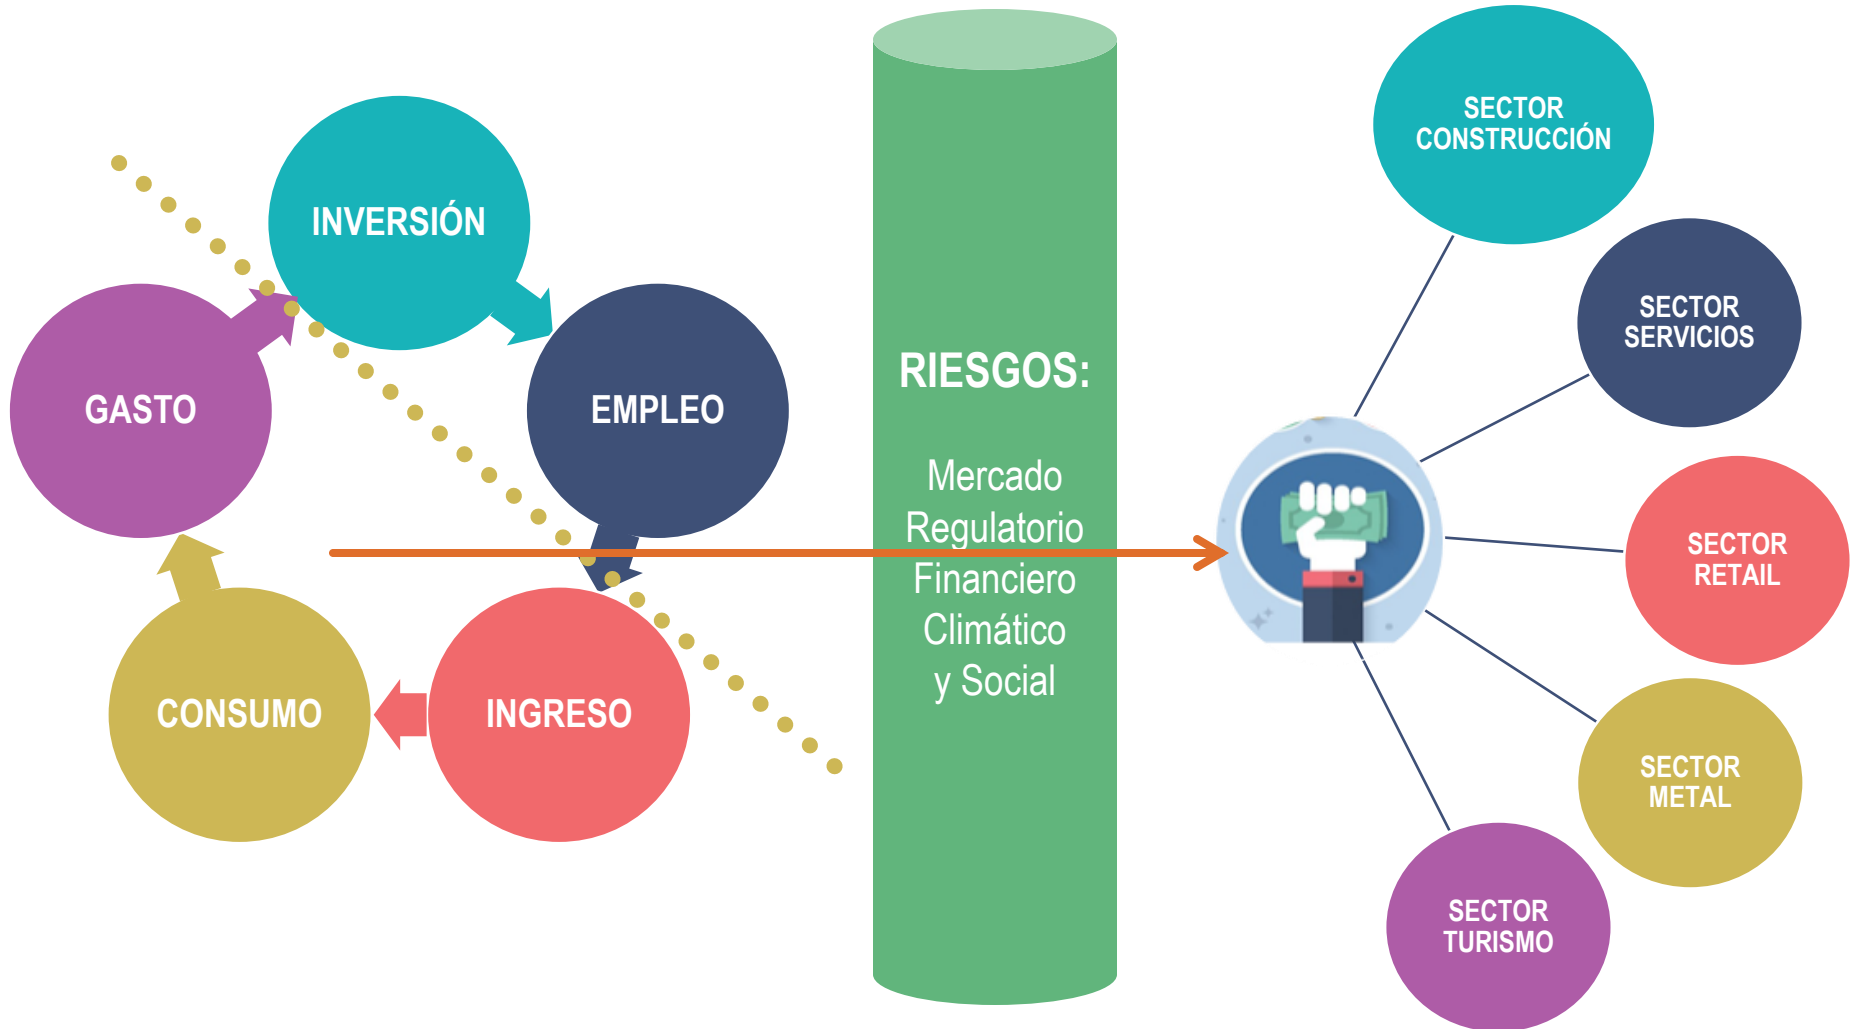 INVERSIÓN
GASTO
EMPLEO
CONSUMO
INGRESO
RIESGOS:
Mercado
Regulatorio
Financiero
Climático
y Social
SECTOR
CONSTRUCCIÓN
SECTOR
SERVICIOS
SECTOR
RETAIL
SECTOR
METAL
SECTOR
TURISMO